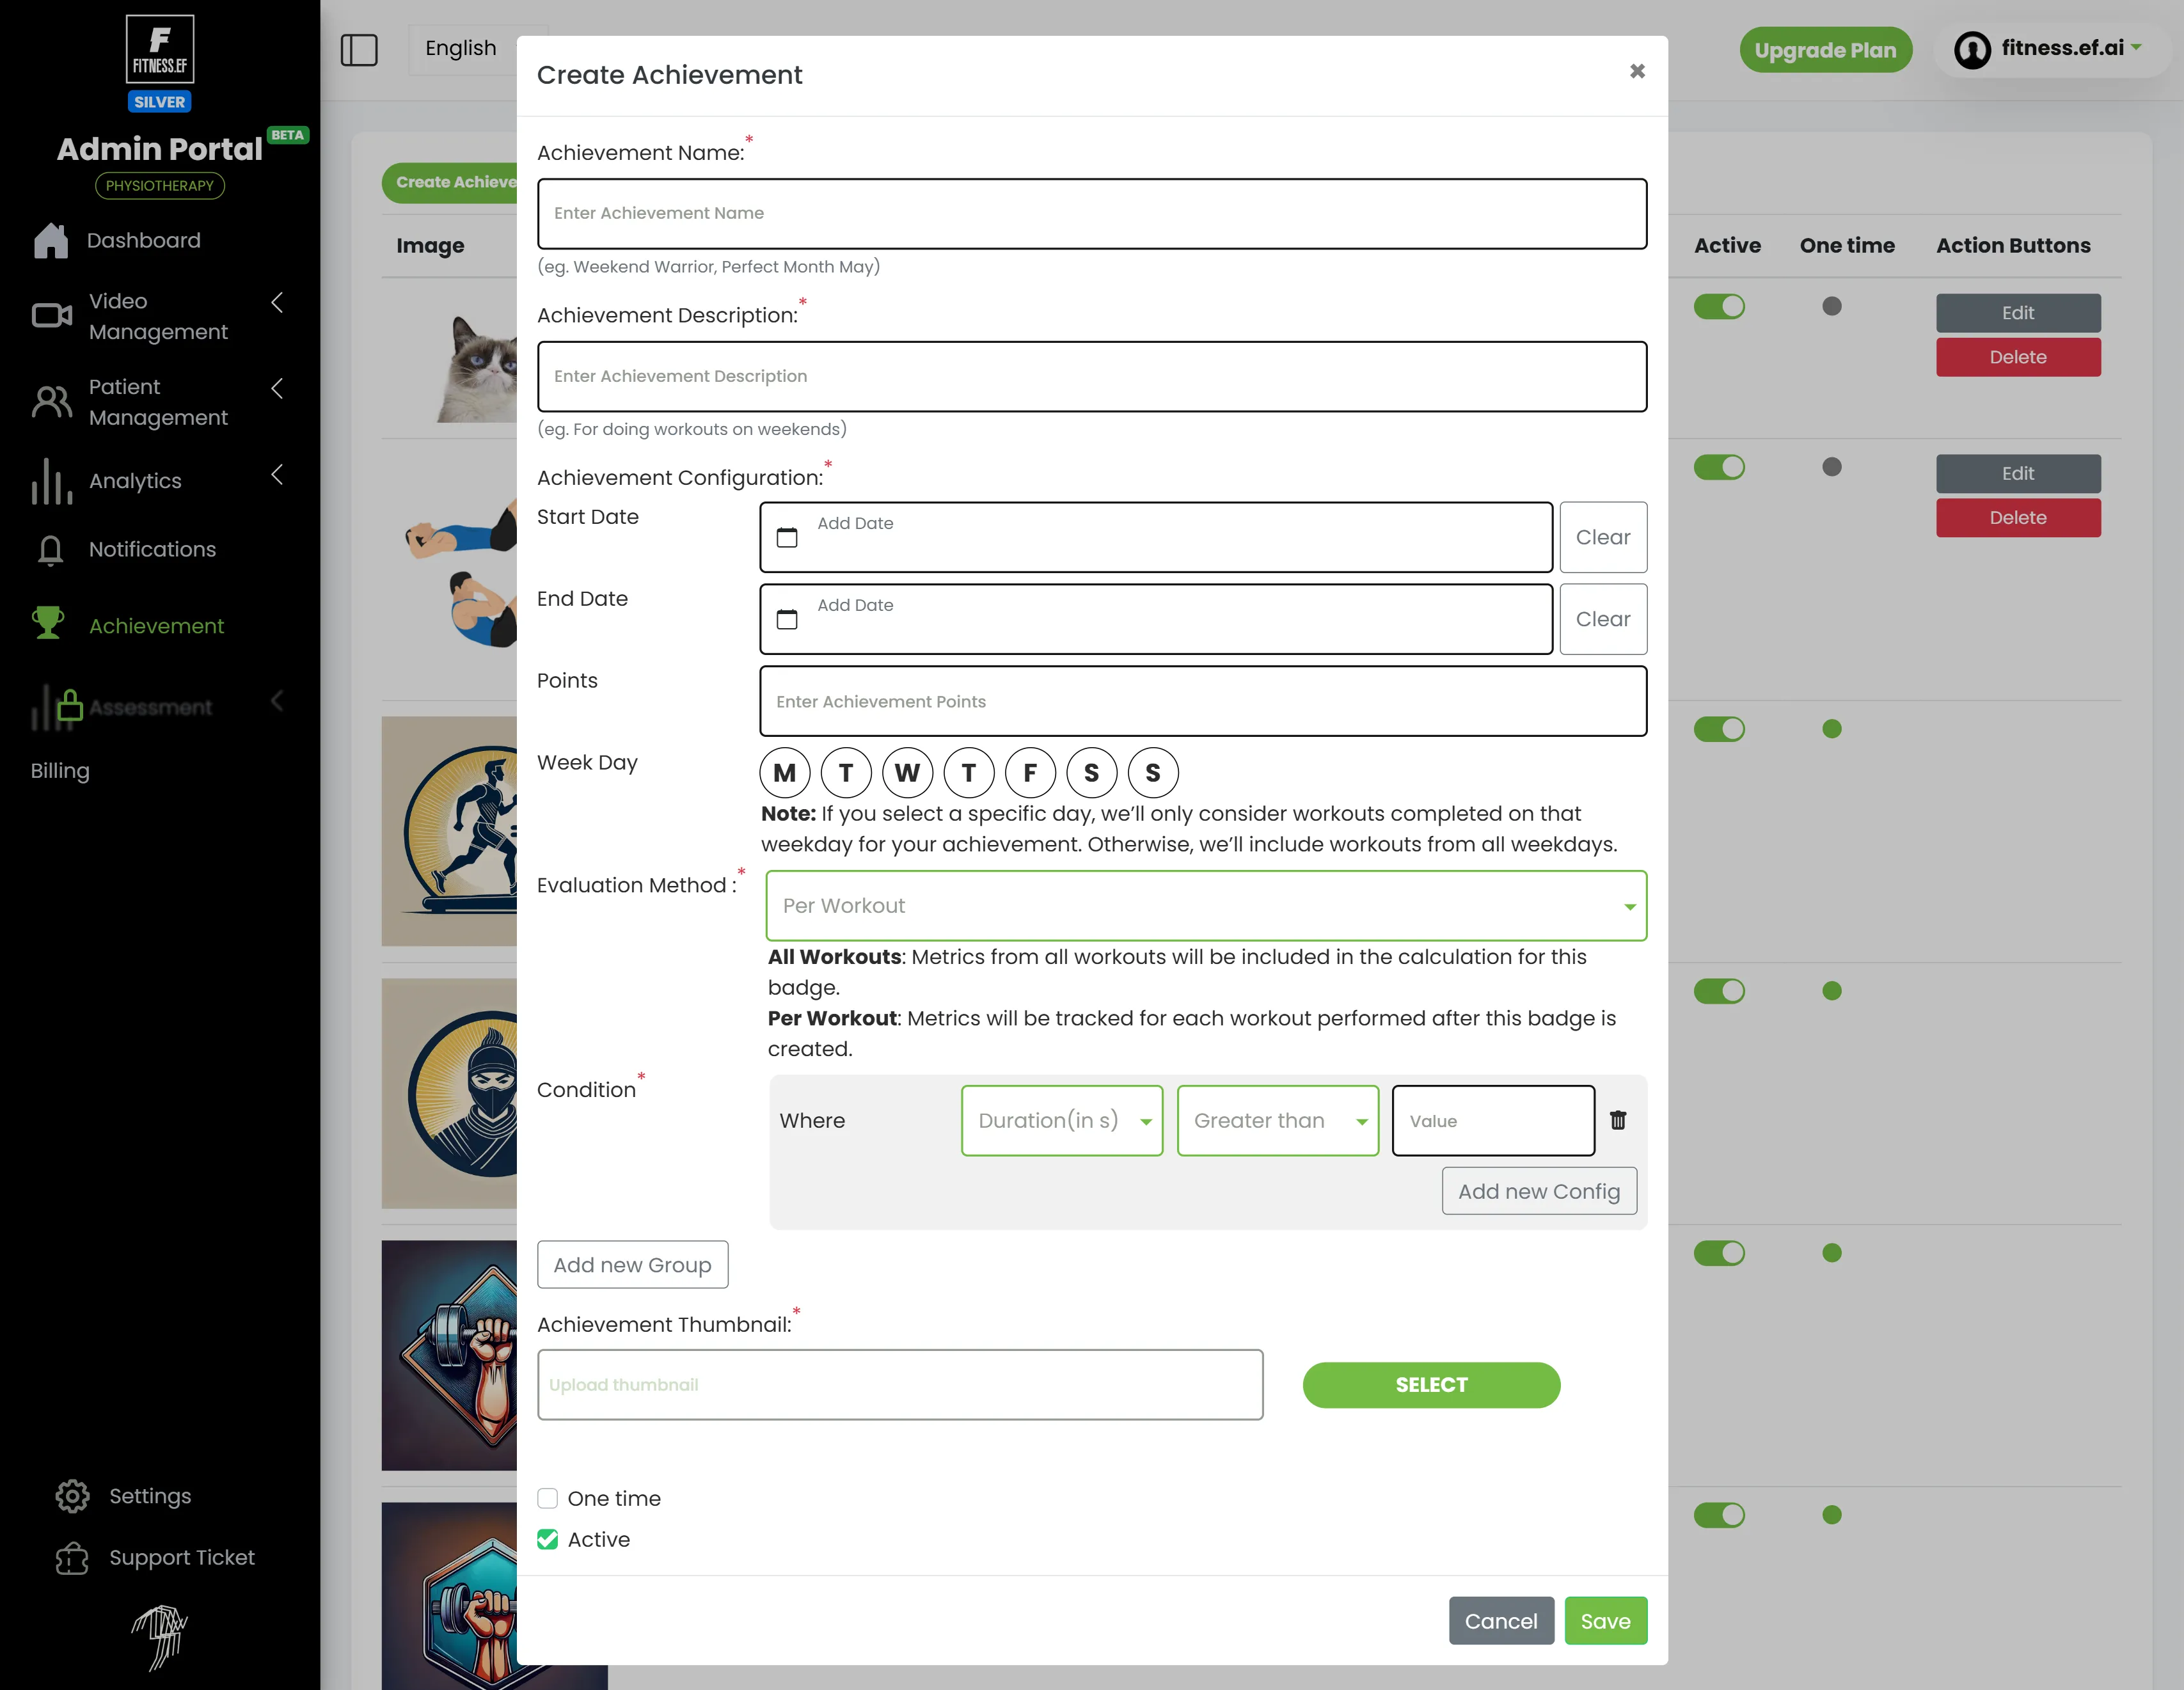 FITNESS.EF
SILVER
Admin Portal BETA
PHYSIOTHERAPY
Dashboard
Video
Management
Patient
Management
Analytics
Notifications
Achievement
Assessment
Billing
Settings
Support Ticket
English
Upgrade Plan
fitness.ef.ai
Create Achieve
Image
Active One time Action Buttons
Edit
Delete
Edit
Delete
Create Achievement
Achievement Name:*
Enter Achievement Name
(eg. Weekend Warrior, Perfect Month May)
Achievement Description:*
Enter Achievement Description
(eg. For doing workouts on weekends)
Achievement Configuration:*
Start Date Add Date Clear
End Date Add Date Clear
Points Enter Achievement Points
Week Day M T W T F S S
Note: If you select a specific day, we’ll only consider workouts completed on that
weekday for your achievement. Otherwise, we’ll include workouts from all weekdays.
Evaluation Method :* Per Workout
All Workouts: Metrics from all workouts will be included in the calculation for this
badge.
Per Workout: Metrics will be tracked for each workout performed after this badge is
created.
Condition*
Where Duration(in s) Greater than Value
Add new Config
Add new Group
Achievement Thumbnail:*
Upload thumbnail SELECT
One time
Active
Cancel Save